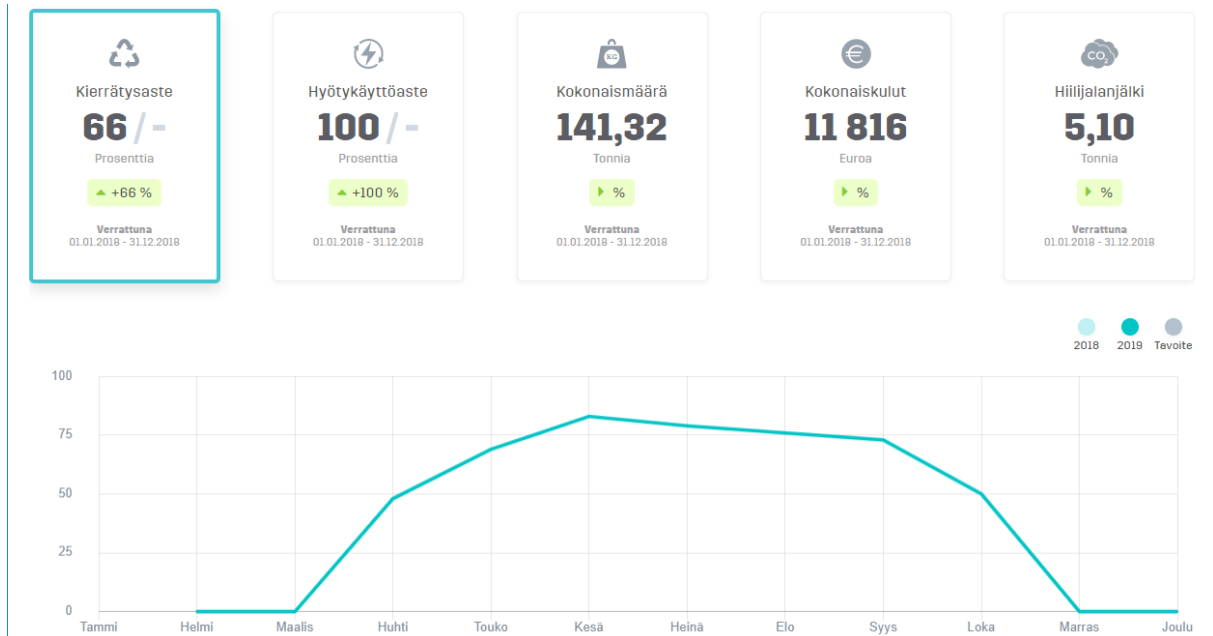 KG
CO2
Kierrätysaste
Hyötykäyttöaste
Kokonaismäärä
Kokonaiskulut
Hiilijalanjälki
66 / -
100 / -
141,32
11 816
5,10
Prosenttia
Prosenttia
Tonnia
Euroa
Tonnia
+66 %
+100 %
%
%
%
Verrattuna
01.01.2018 - 31.12.2018
Verrattuna
01.01.2018 - 31.12.2018
Verrattuna
01.01.2018 - 31.12.2018
Verrattuna
01.01.2018 - 31.12.2018
Verrattuna
01.01.2018 - 31.12.2018
2018 2019 Tavoite
100
75
50
25
0
Tammi Helmi Maalis Huhti Touko Kesä Heinä Elo Syys Loka Marras Joulu